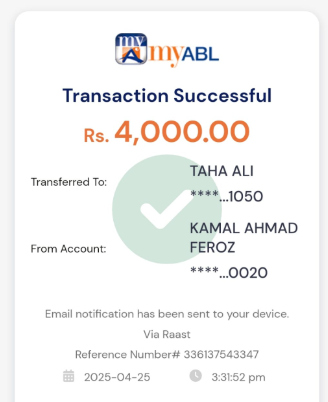 my myABL
Transaction Successful
Rs. 4,000.00
Transferred To: TAHA ALI
****...1050
From Account: KAMAL AHMAD
FEROZ
****...0020
Email notification has been sent to your device.
Via Raast
Reference Number# 336137543347
2025-04-25 3:31:52 pm